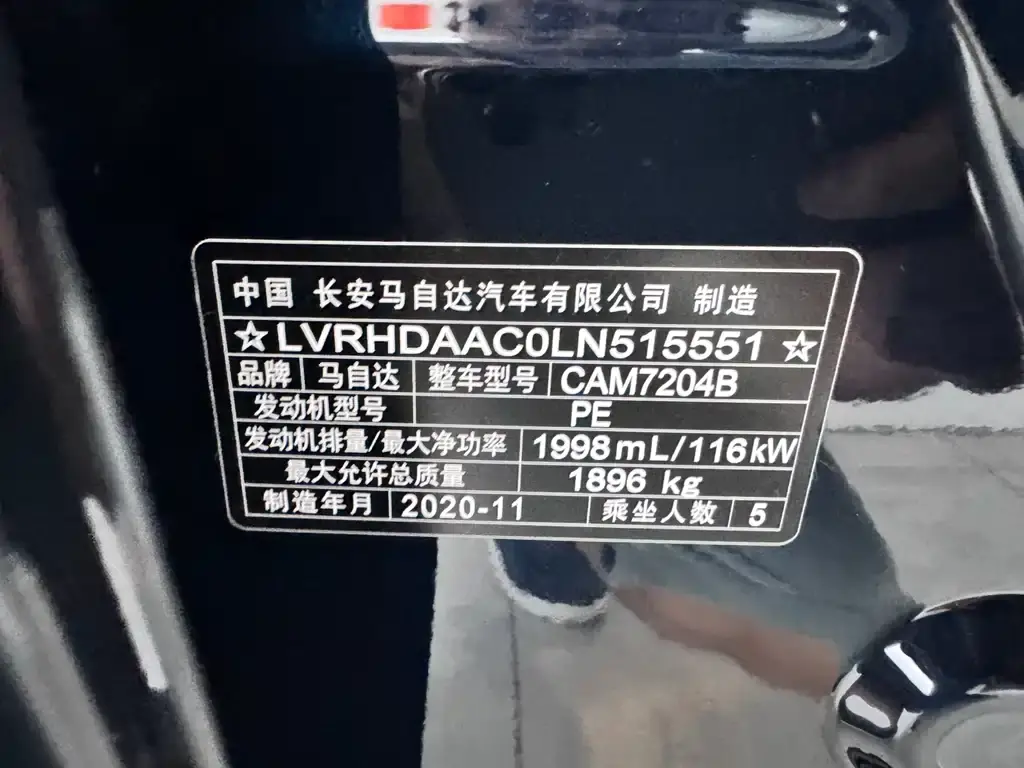 中国 长安马自达汽车有限公司 制造
☆LVRHDAAC0LN515551☆
品牌 马自达 整车型号 CAM7204B
发动机型号 PE
发动机排量/最大净功率 1998mL/116kW
最大允许总质量 1896 kg
制造年月 2020-11 乘坐人数 5